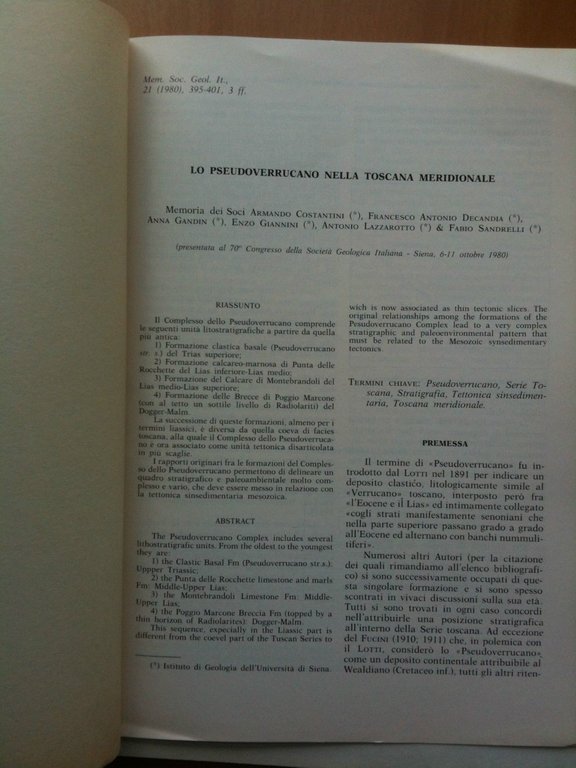 Mem. Soc. Geol. It.,
21 (1980), 395-401, 3 ff.
LO PSEUDOVERRUCANO NELLA TOSCANA MERIDIONALE
Memoria dei Soci ARMANDO COSTANTINI (*), FRANCESCO ANTONIO DECANDIA (*),
ANNA GANDIN (*), ENZO GIANNINI (*), ANTONIO LAZZAROTTO (*) & FABIO SANDRELLI (*)
(presentata al 70° Congresso della Società Geologica Italiana - Siena, 6-11 ottobre 1980)
RIASSUNTO
Il Complesso dello Pseudoverrucano comprende
le seguenti unità litostratigrafiche a partire da quella
più antica:
1) Formazione clastica basale (Pseudoverrucano
str. s.) del Trias superiore;
2) Formazione calcareo-marnosa di Punta delle
Rocchette del Lias inferiore-Lias medio;
3) Formazione del Calcare di Montebrandoli del
Lias medio-Lias superiore;
4) Formazione delle Brecce di Poggio Marcone
(con al tetto un sottile livello di Radiolariti) del
Dogger-Malm.
La successione di queste formazioni, almeno per i
termini liassici, è diversa da quella coeva di facies
toscana, alla quale il Complesso dello Pseudoverruca-
no è ora associato come unità tettonica disarticolata
in più scaglie.
I rapporti originari fra le formazioni del Comples-
so dello Pseudoverrucano permettono di delineare un
quadro stratigrafico e paleoambientale molto com-
plesso e vario, che deve essere messo in relazione con
la tettonica sinsedimentaria mesozoica.
ABSTRACT
The Pseudoverrucano Complex includes several
lithostratigrafic units. From the oldest to the youngest
they are:
1) the Clastic Basal Fm (Pseudoverrucano str. s.):
Uppper Triassic;
2) the Punta delle Rocchette limestone and marls
Fm: Middle-Upper Lias;
3) the Montebrandoli Limestone Fm: Middle-
Upper Lias;
4) the Poggio Marcone Breccia Fm (topped by a
thin horizon of Radiolarites): Dogger-Malm.
This sequence, expecially in the Liassic part is
different from the coevel part of the Tuscan Series to
(*) Istituto di Geologia dell'Università di Siena.
wich is now associated as thin tectonic slices. The
original relationships among the formations of the
Pesudoverrucano Complex lead to a very complex
stratigraphic and paleoenvironmental pattern that
must be related to the Mesozoic synsedimentary
tectonics.
TERMINI CHIAVE: Pseudoverrucano, Serie To-
scana, Stratigrafia, Tettonica sinsedimen-
taria, Toscana meridionale.
PREMESSA
Il termine di «Pseudoverrucano» fu in-
trodotto dal LOTTI nel 1891 per indicare un
deposito clastico, litologicamente simile al
«Verrucano» toscano, interposto però fra
«l'Eocene e il Lias» ed intimamente collegato
«cogli strati manifestamente senoniani che
nella parte superiore passano grado a grado
all'Eocene ed alternano con banchi nummuli-
tiferi».
Numerosi altri Autori (per la citazione
dei quali rimandiamo all'elenco bibliografi-
co) si sono successivamente occupati di que-
sta singolare formazione e si sono spesso
scontrati in vivaci discussioni sulla sua età.
Tutti si sono trovati in ogni caso concordi
nell'attribuirle una posizione stratigrafica
all'interno della Serie toscana. Ad eccezione
del FUCINI (1910; 1911) che, in polemica con
il LOTTI, considerò lo «Pseudoverrucano»
come un deposito continentale attribuibile al
Wealdiano (Cretaceo inf.), tutti gli altri riten-